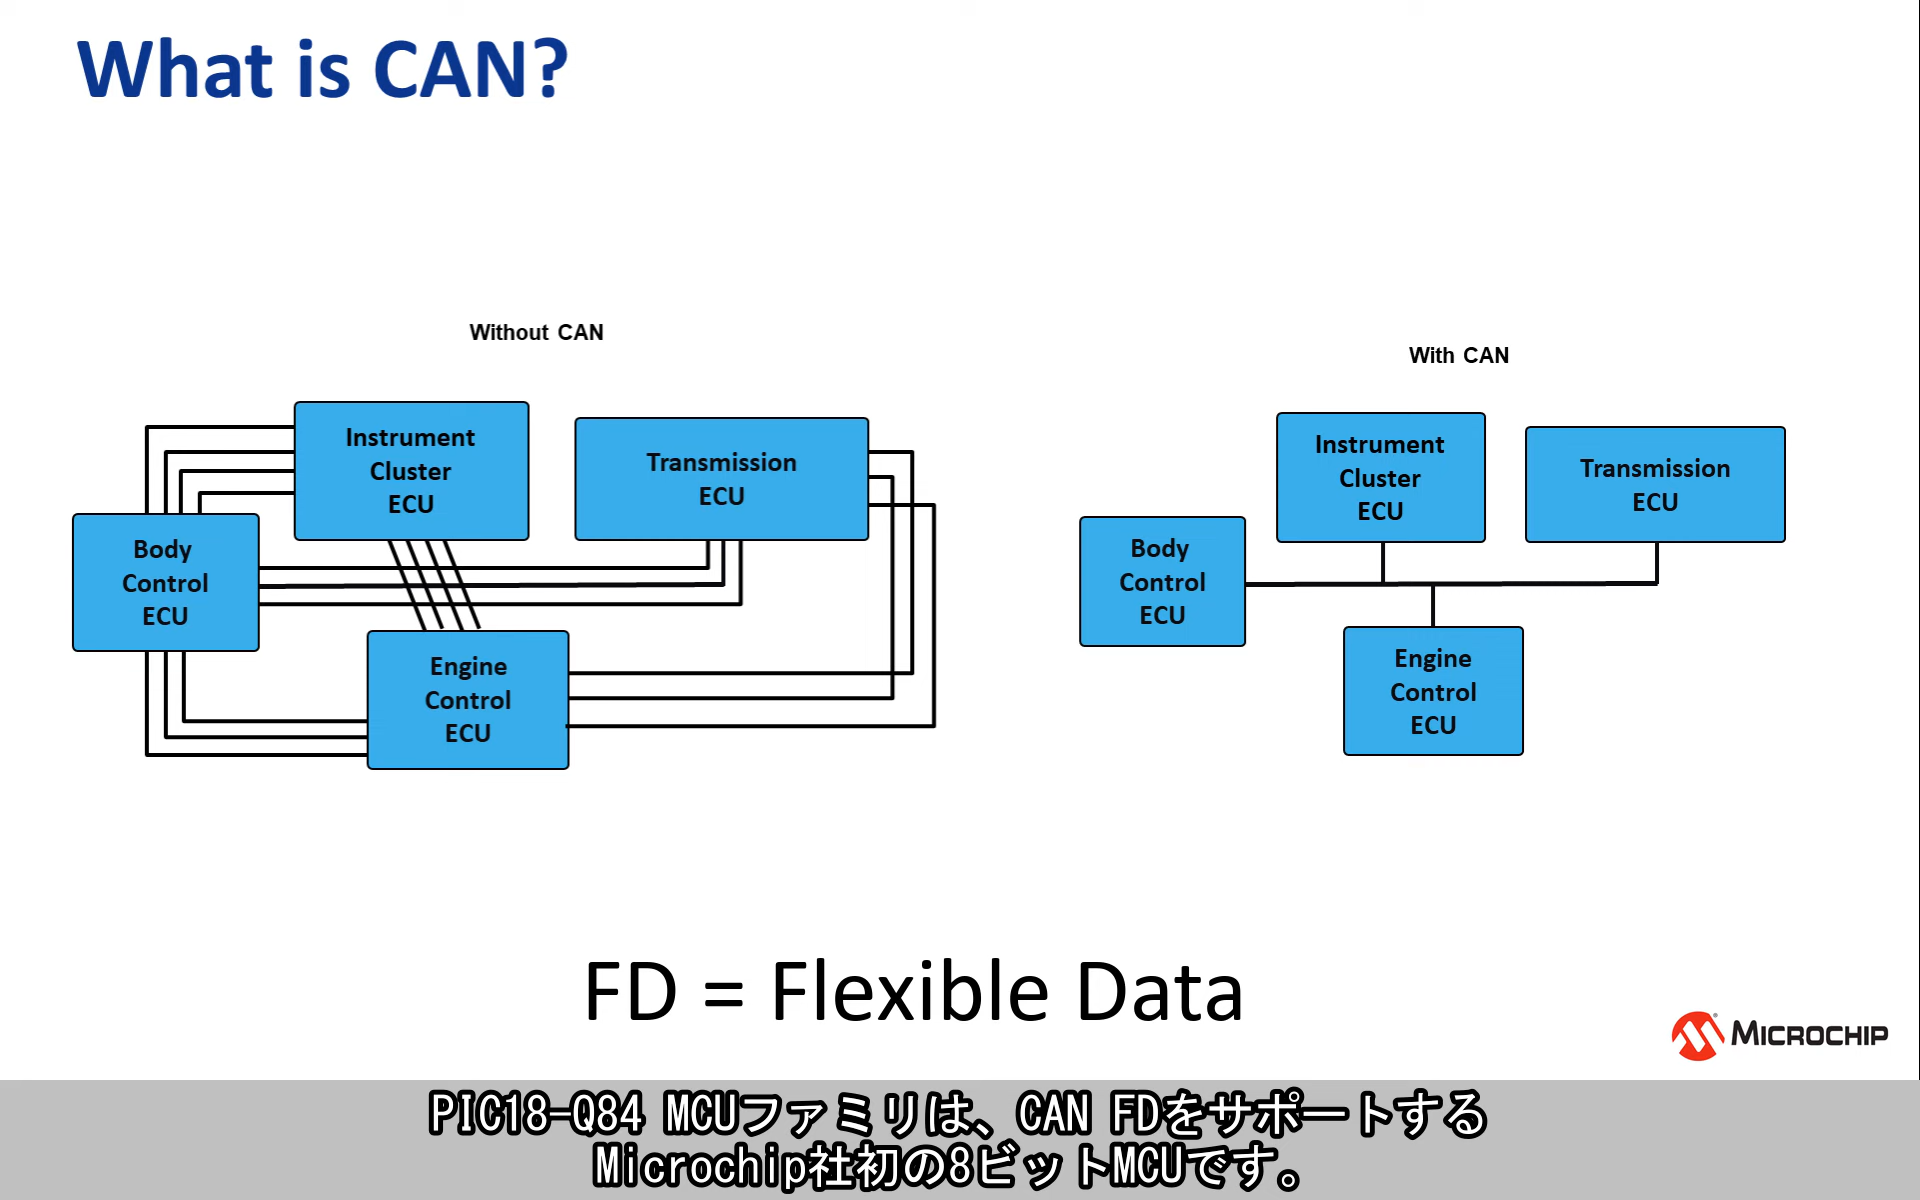 What is CAN?
Without CAN
Instrument
Cluster
ECU
Transmission
ECU
Body
Control
ECU
Engine
Control
ECU
With CAN
Instrument
Cluster
ECU
Transmission
ECU
Body
Control
ECU
Engine
Control
ECU
FD = Flexible Data
MICROCHIP
PIC18-Q84 MCUファミリは、CAN FDをサポートする
Microchip社初の8ビットMCUです。